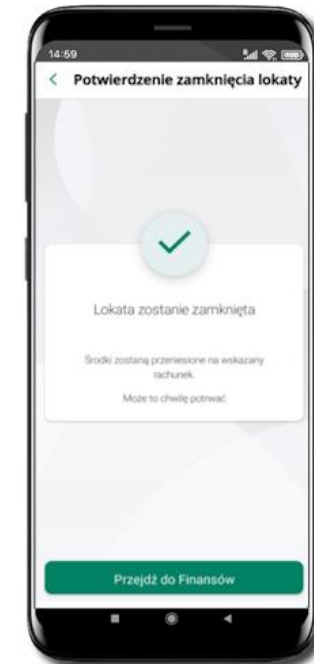 14:59
Potwierdzenie zamknięcia lokaty
Lokata zostanie zamknięta
Środki zostaną przeniesione na wskazany
rachunek.
Może to chwilę potrwać
Przejdź do Finansów